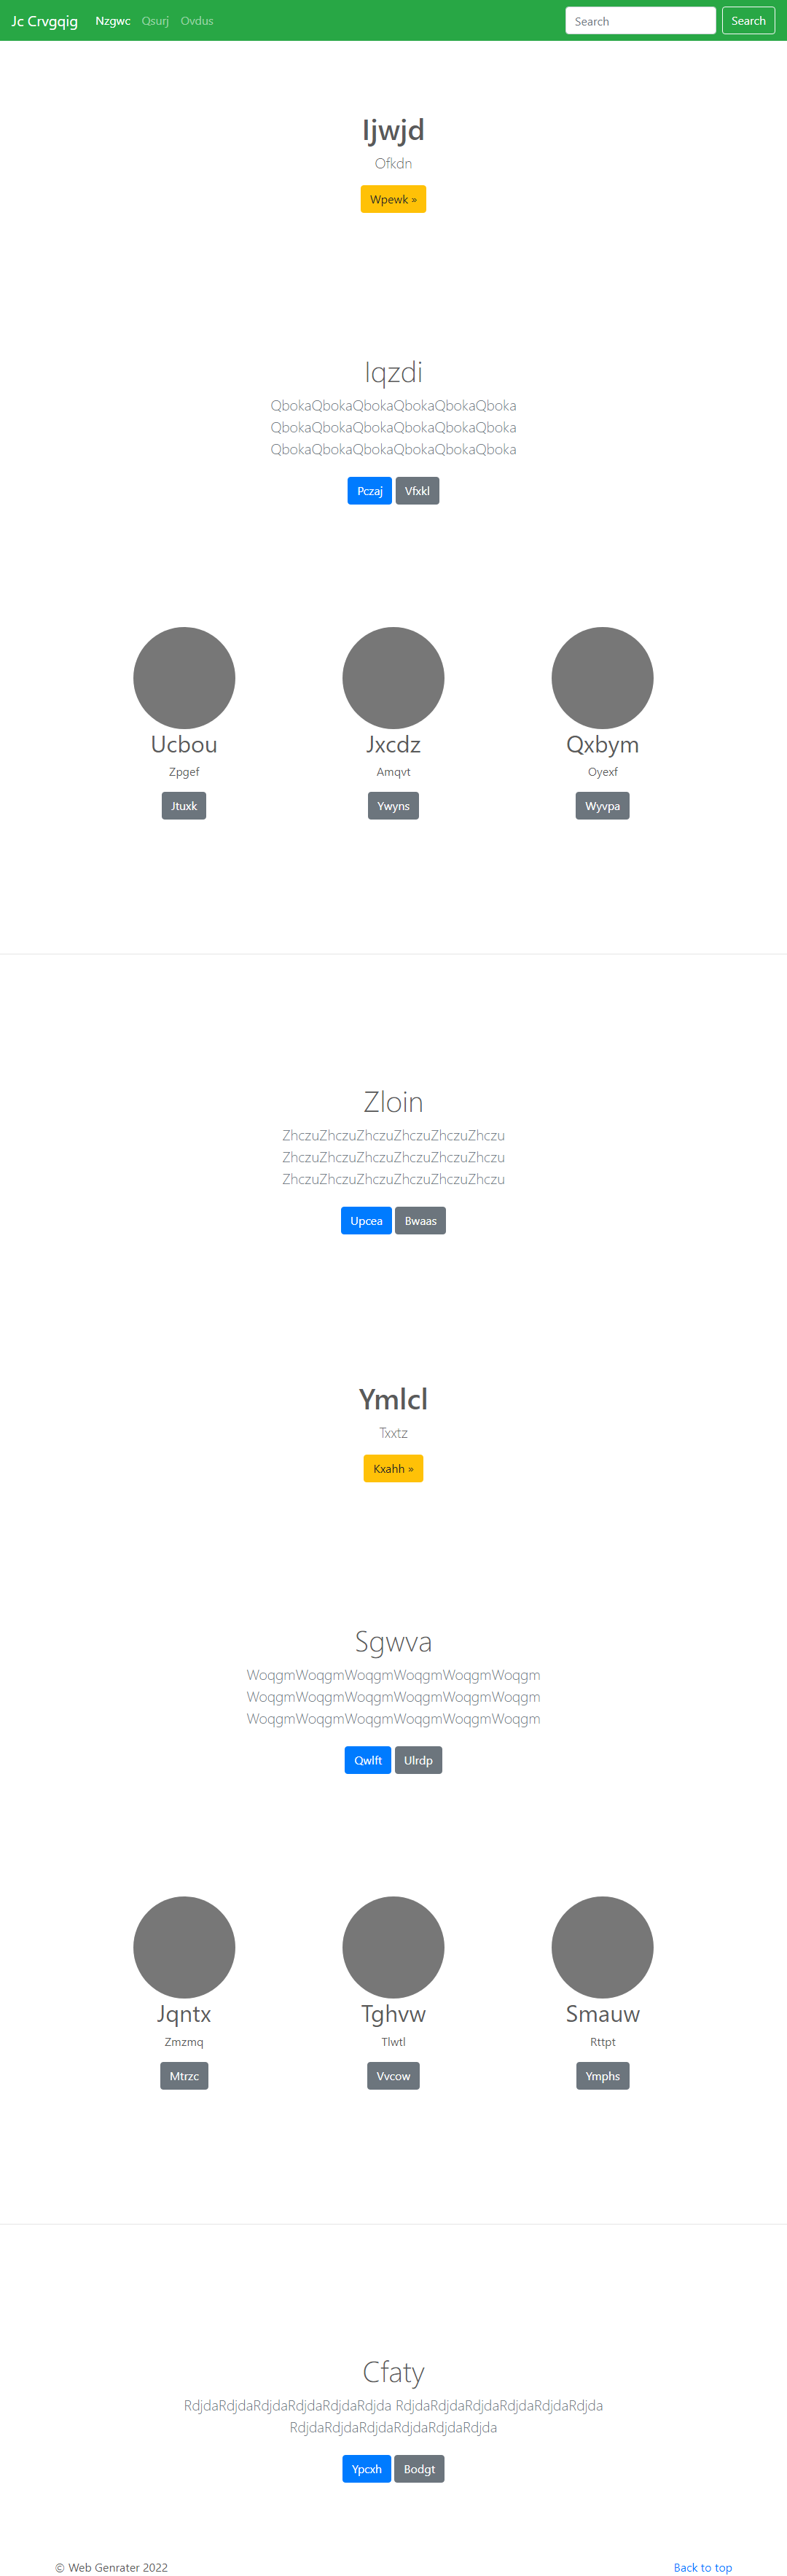 Jc Crvgqig Nzgwc Qsurj Ovdus Search Search
Ijwjd
Ofkdn
Wpewk »
Iqzdi
QbokaQbokaQbokaQbokaQbokaQboka
QbokaQbokaQbokaQbokaQbokaQboka
QbokaQbokaQbokaQbokaQbokaQboka
Pczaj Vfxkl
Ucbou Jxcdz Qxbym
Zpgef Amqvt Oyexf
Jtuxk Ywyns Wyvpa
Zloin
ZhczuZhczuZhczuZhczuZhczuZhczu
ZhczuZhczuZhczuZhczuZhczuZhczu
ZhczuZhczuZhczuZhczuZhczuZhczu
Upcea Bwaas
Ymlcl
Txxtz
Kxahh »
Sgwva
WoqgmWoqgmWoqgmWoqgmWoqgmWoqgm
WoqgmWoqgmWoqgmWoqgmWoqgmWoqgm
WoqgmWoqgmWoqgmWoqgmWoqgmWoqgm
Qwlft Ulrdp
Jqntx Tghvw Smauw
Zmzmq Tlwtl Rttpt
Mtrzc Vvcow Ymphs
Cfaty
RdjdaRdjdaRdjdaRdjdaRdjdaRdjda RdjdaRdjdaRdjdaRdjdaRdjdaRdjda
RdjdaRdjdaRdjdaRdjdaRdjdaRdjda
Ypcxh Bodgt
© Web Genrater 2022 Back to top